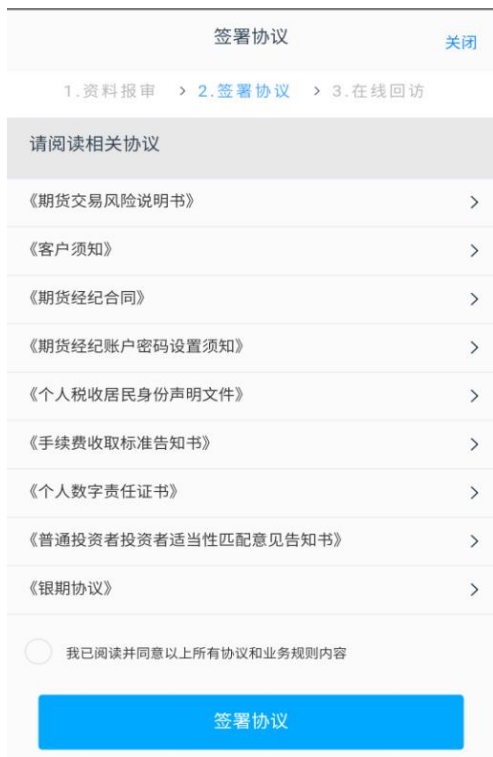 签署协议
关闭
1.资料报审 > 2.签署协议 > 3.在线回访
请阅读相关协议
《期货交易风险说明书》
《客户须知》
《期货经纪合同》
《期货经纪账户密码设置须知》
《个人税收居民身份声明文件》
《手续费收取标准告知书》
《个人数字责任证书》
《普通投资者投资者适当性匹配意见告知书》
《银期协议》
我已阅读并同意以上所有协议和业务规则内容
签署协议